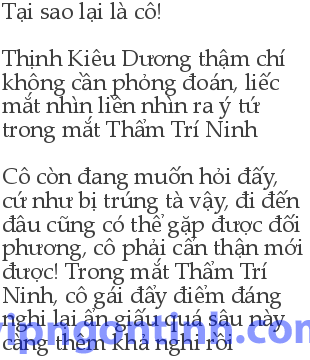 Tại sao lại là cô!
Thịnh Kiêu Dương thậm chí
không cần phỏng đoán, liếc
mắt nhìn liền nhìn ra ý tứ
trong mắt Thẩm Trí Ninh
Cô còn đang muốn hỏi đấy,
cứ như bị trúng tà vậy, đi đến
đâu cũng có thể gặp được đối
phương, cô phải cẩn thận mới
được! Trong mắt Thẩm Trí
Ninh, cô gái đẩy điểm đáng
nghi lại ẩn giấu quá sâu này
càng thêm khả nghi rồi
vipngontinh.com